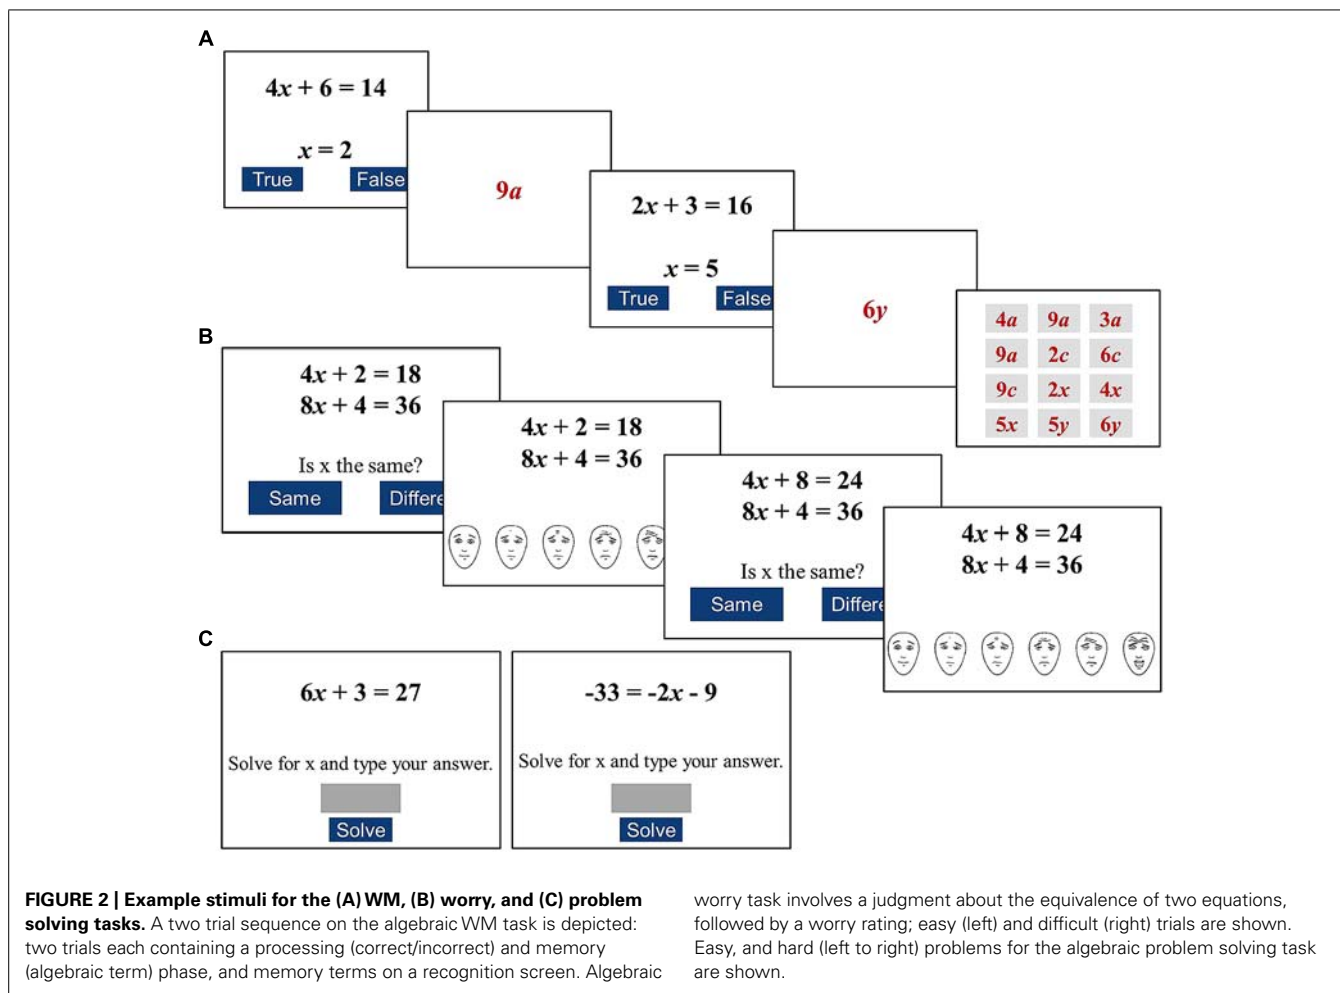 A
4x + 6 = 14
x = 2
True False
9a
2x + 3 = 16
x = 5
True False
6y
4a 9a 3a
9a 2c 6c
9c 2x 4x
5x 5y 6y
B
4x + 2 = 18
8x + 4 = 36
Is x the same?
Same Differe
4x + 2 = 18
8x + 4 = 36
4x + 8 = 24
8x + 4 = 36
Is x the same?
Same Differe
4x + 8 = 24
8x + 4 = 36
C
6x + 3 = 27
Solve for x and type your answer.
Solve
-33 = -2x - 9
Solve for x and type your answer.
Solve
FIGURE 2 | Example stimuli for the (A) WM, (B) worry, and (C) problem
solving tasks. A two trial sequence on the algebraic WM task is depicted:
two trials each containing a processing (correct/incorrect) and memory
(algebraic term) phase, and memory terms on a recognition screen. Algebraic
worry task involves a judgment about the equivalence of two equations,
followed by a worry rating; easy (left) and difficult (right) trials are shown.
Easy, and hard (left to right) problems for the algebraic problem solving task
are shown.